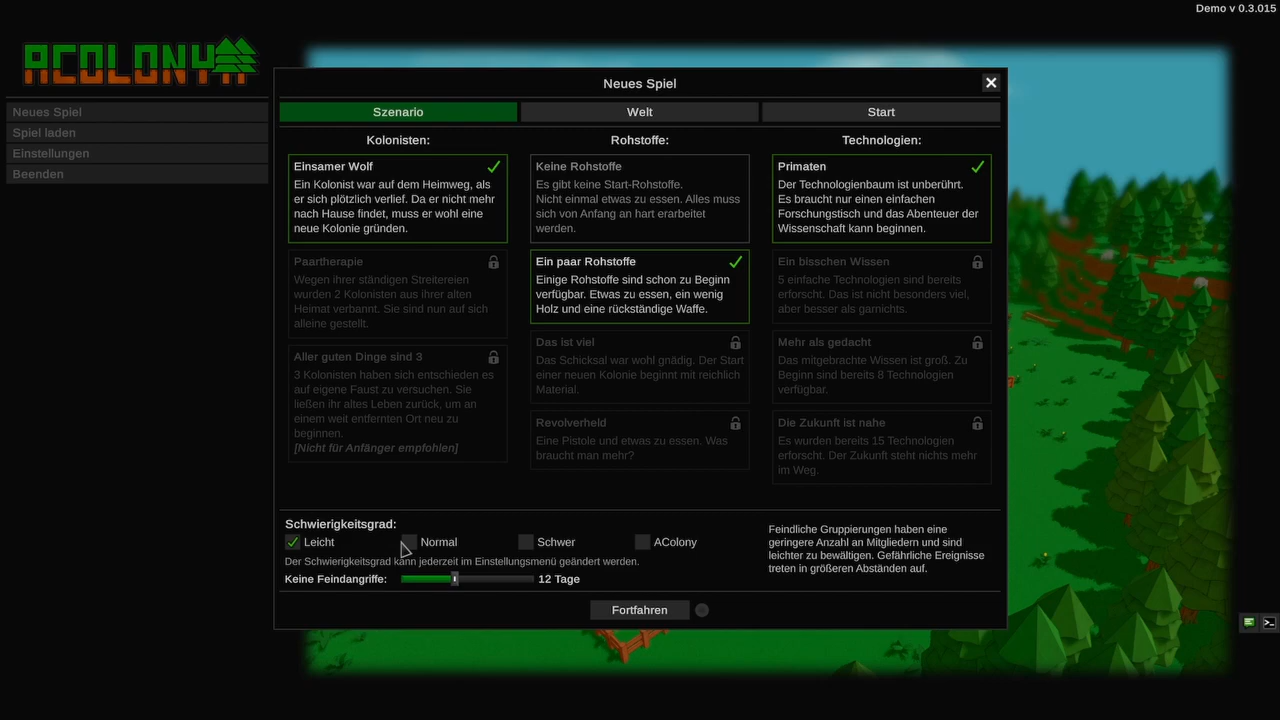 Demo v 0.3.015
ACOLONY
Neues Spiel
Spiel laden
Einstellungen
Beenden
Neues Spiel
Szenario
Welt
Start
Kolonisten:
Einsamer Wolf
Ein Kolonist war auf dem Heimweg, als
er sich plötzlich verlief. Da er nicht mehr
nach Hause findet, muss er wohl eine
neue Kolonie gründen.
Paartherapie
Wegen ihrer ständigen Streitereien
wurden 2 Kolonisten aus ihrer alten
Heimat verbannt. Sie sind nun auf sich
alleine gestellt.
Aller guten Dinge sind 3
3 Kolonisten haben sich entschieden es
auf eigene Faust zu versuchen. Sie
ließen ihr altes Leben zurück, um an
einem weit entfernten Ort neu zu
beginnen.
[Nicht für Anfänger empfohlen]
Rohstoffe:
Keine Rohstoffe
Es gibt keine Start-Rohstoffe.
Nicht einmal etwas zu essen. Alles muss
sich von Anfang an hart erarbeitet
werden.
Ein paar Rohstoffe
Einige Rohstoffe sind schon zu Beginn
verfügbar. Etwas zu essen, ein wenig
Holz und eine rückständige Waffe.
Das ist viel
Das Schicksal war wohl gnädig. Der Start
einer neuen Kolonie beginnt mit reichlich
Material.
Revolverheld
Eine Pistole und etwas zu essen. Was
braucht man mehr?
Technologien:
Primaten
Der Technologienbaum ist unberührt.
Es braucht nur einen einfachen
Forschungstisch und das Abenteuer der
Wissenschaft kann beginnen.
Ein bisschen Wissen
5 einfache Technologien sind bereits
erforscht. Das ist nicht besonders viel,
aber besser als garnichts.
Mehr als gedacht
Das mitgebrachte Wissen ist groß. Zu
Beginn sind bereits 8 Technologien
verfügbar.
Die Zukunft ist nahe
Es wurden bereits 15 Technologien
erforscht. Der Zukunft steht nichts mehr
im Weg.
Schwierigkeitsgrad:
Leicht
Normal
Schwer
AColony
Der Schwierigkeitsgrad kann jederzeit im Einstellungsmenü geändert werden.
Keine Feindangriffe:
12 Tage
Feindliche Gruppierungen haben eine
geringere Anzahl an Mitgliedern und sind
leichter zu bewältigen. Gefährliche Ereignisse
treten in größeren Abständen auf.
Fortfahren